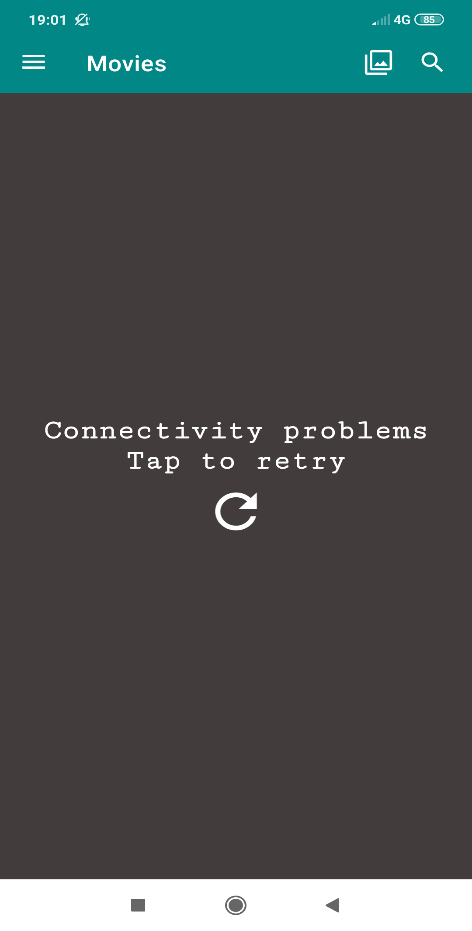 19:01 4G 85
Movies
Connectivity problems
Tap to retry